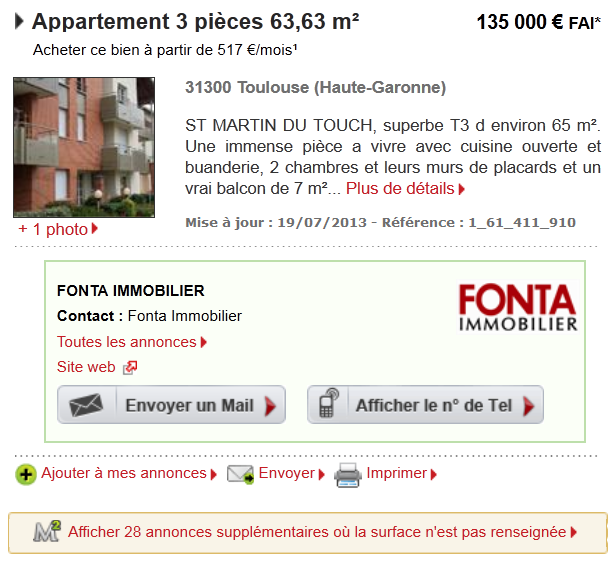 Appartement 3 pièces 63,63 m²
135 000 € FAI*
Acheter ce bien à partir de 517 €/mois¹
31300 Toulouse (Haute-Garonne)
ST MARTIN DU TOUCH, superbe T3 d environ 65 m².
Une immense pièce a vivre avec cuisine ouverte et
buanderie, 2 chambres et leurs murs de placards et un
vrai balcon de 7 m²... Plus de détails
+ 1 photo
Mise à jour : 19/07/2013 - Référence : 1_61_411_910
FONTA IMMOBILIER
Contact : Fonta Immobilier
Toutes les annonces
Site web
FONTA
IMMOBILIER
Envoyer un Mail
Afficher le n° de Tel
Ajouter à mes annonces
Envoyer
Imprimer
M2 Afficher 28 annonces supplémentaires où la surface n'est pas renseignée